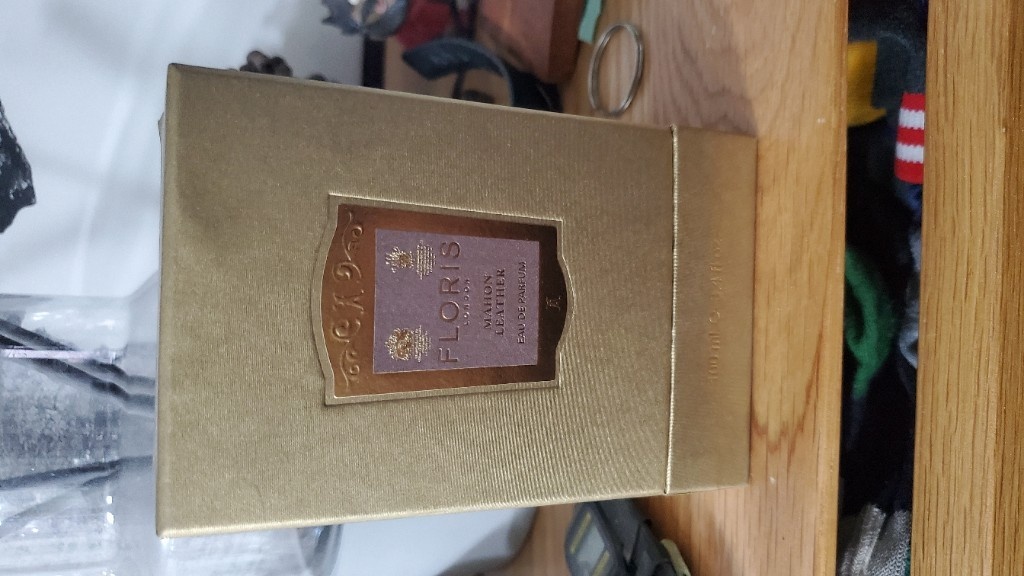 FLORIS
LONDON
MAHON
LEATHER
EAU DE PARFUM